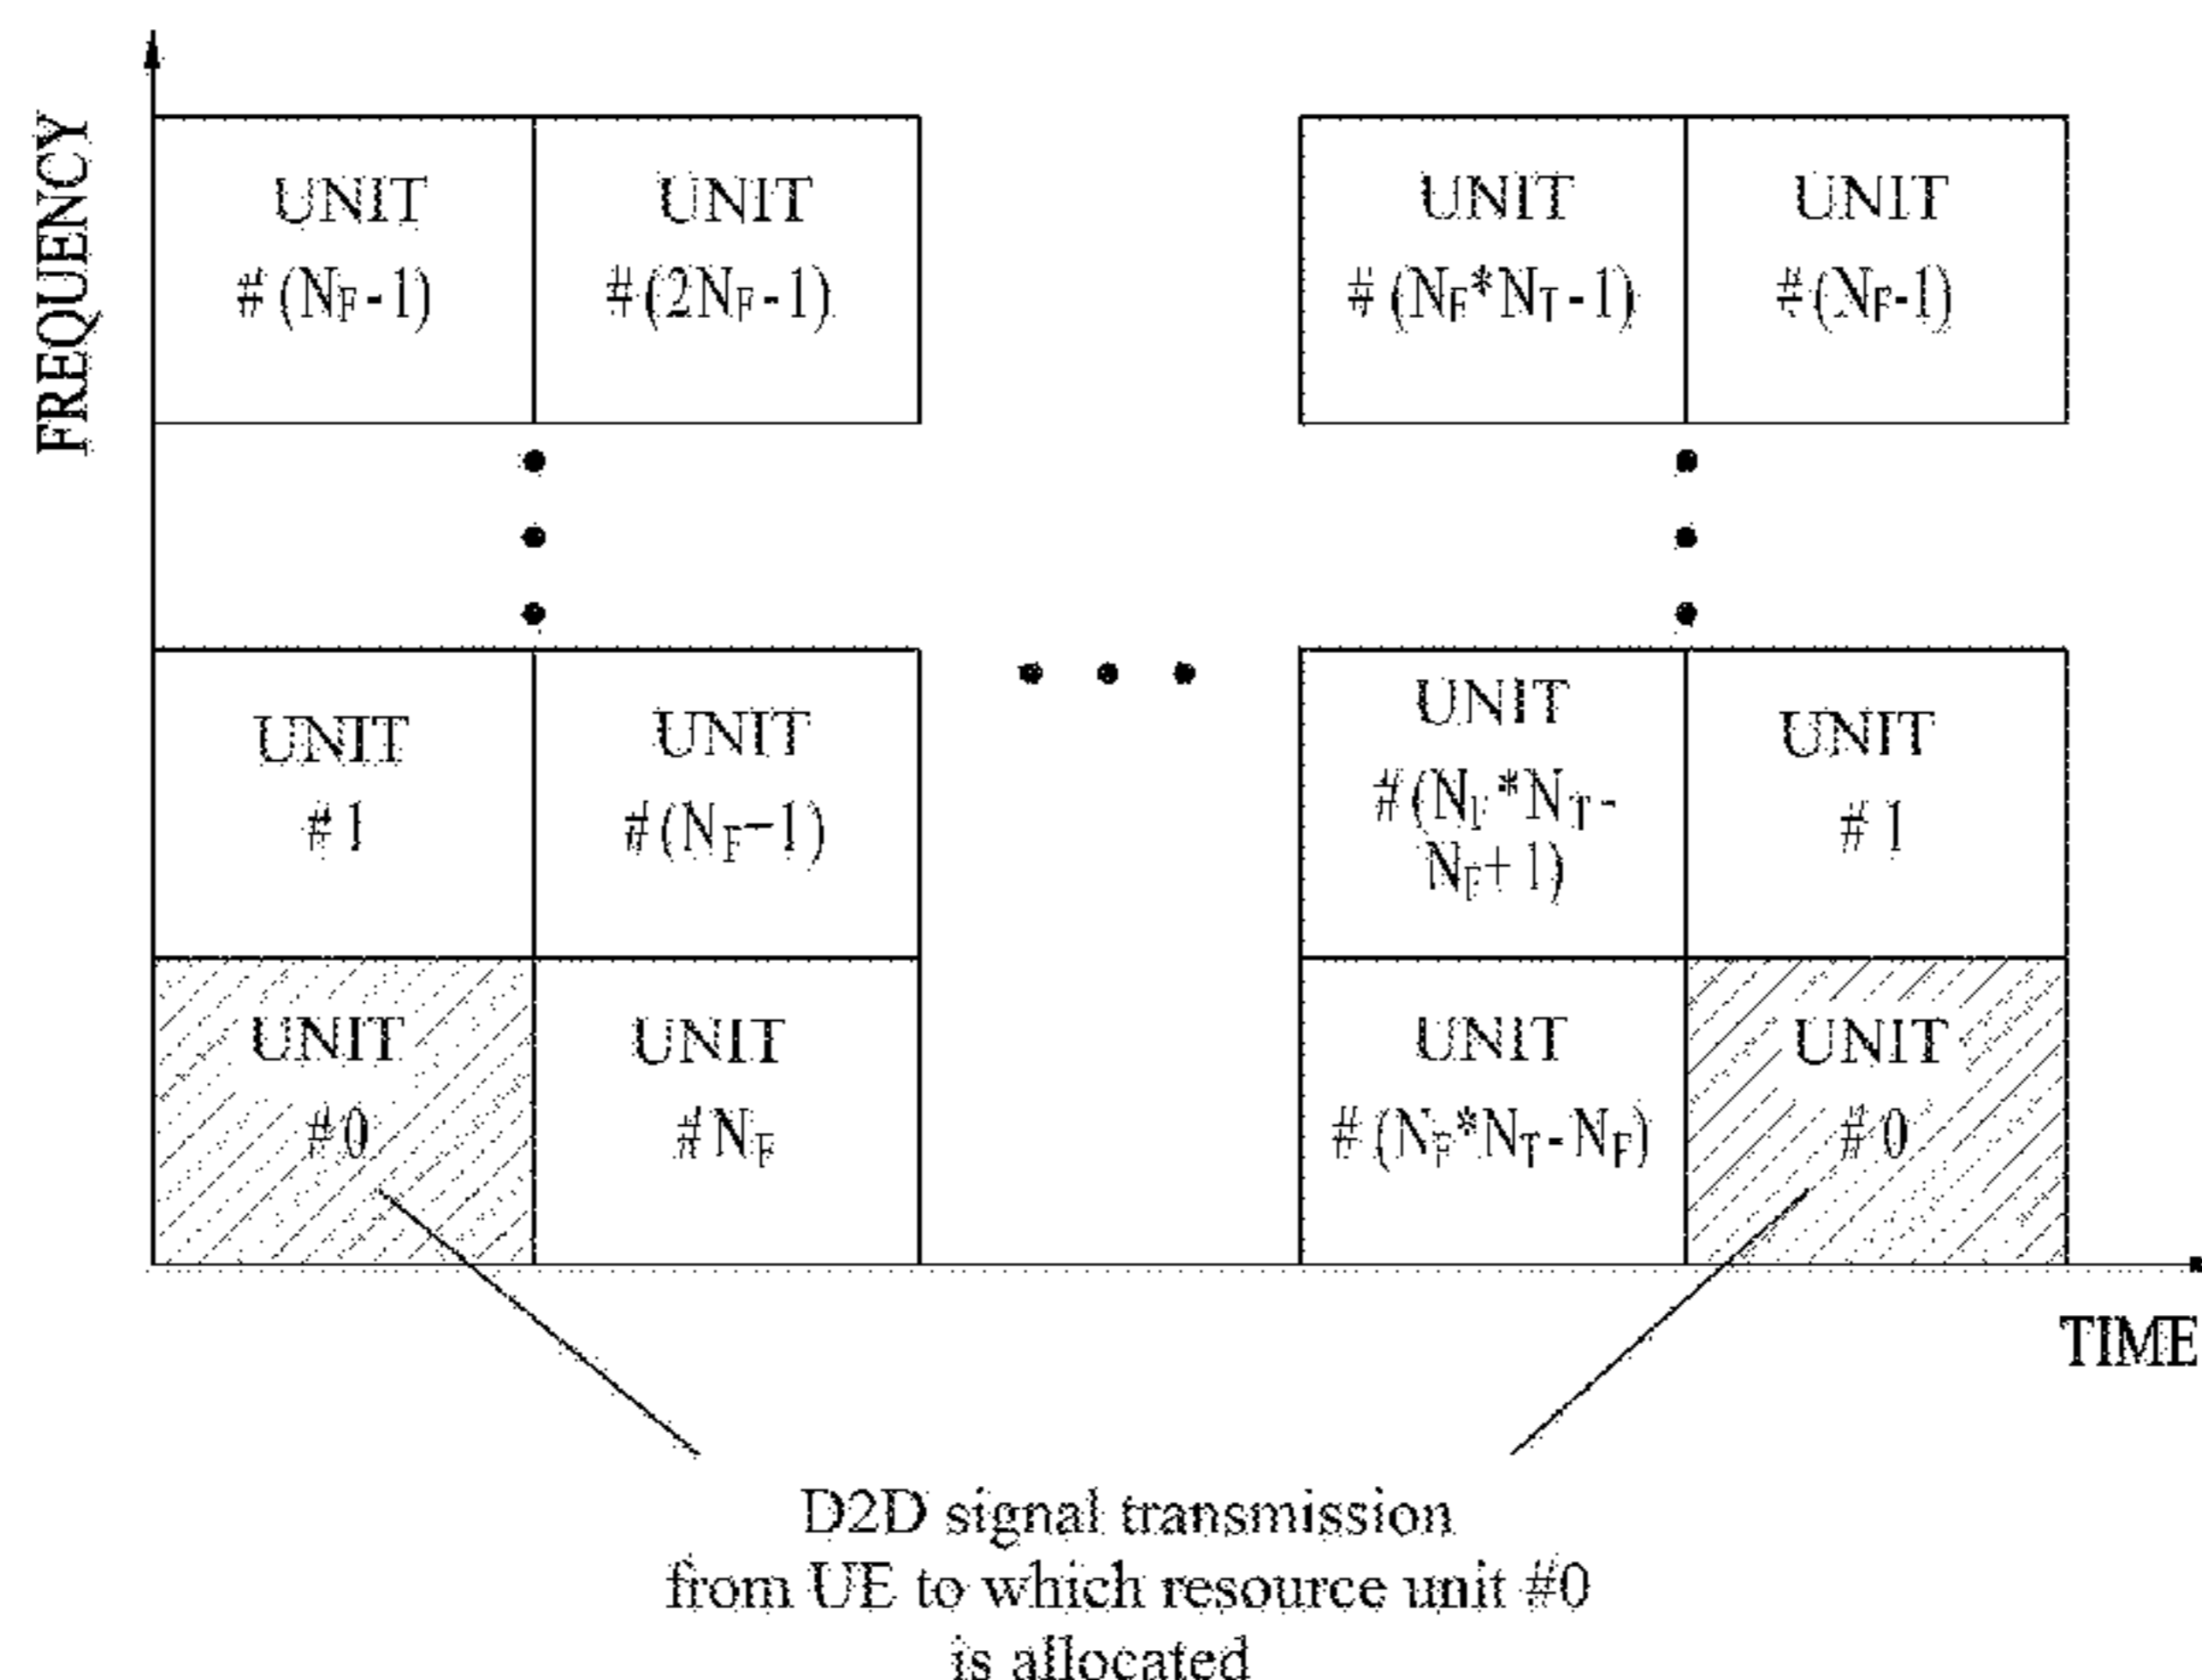 FREQUENCY
UNIT
#(NF-1)
UNIT
#(2NF-1)
UNIT
#(NF*NT-1)
UNIT
#(NF-1)
UNIT
#1
UNIT
#(NF-1)
UNIT
#(NF*NT-
NF+1)
UNIT
#1
UNIT
#0
UNIT
#NF
UNIT
#(NF*NT-NF)
UNIT
#0
TIME
D2D signal transmission
from UE to which resource unit #0
is allocated